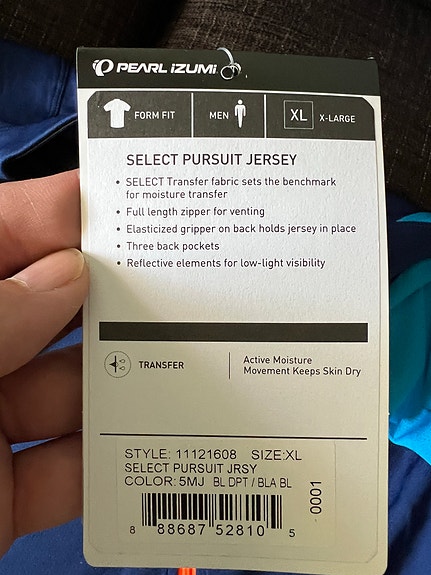 PEARL iZUMi
FORM FIT
MEN
XL
X-LARGE
SELECT PURSUIT JERSEY
• SELECT Transfer fabric sets the benchmark
for moisture transfer
• Full length zipper for venting
• Elasticized gripper on back holds jersey in place
• Three back pockets
• Reflective elements for low-light visibility
TRANSFER
Active Moisture
Movement Keeps Skin Dry
STYLE: 11121608 SIZE:XL
SELECT PURSUIT JRSY
COLOR: 5MJ BL DPT / BLA BL
0001
8 88687 52810 5